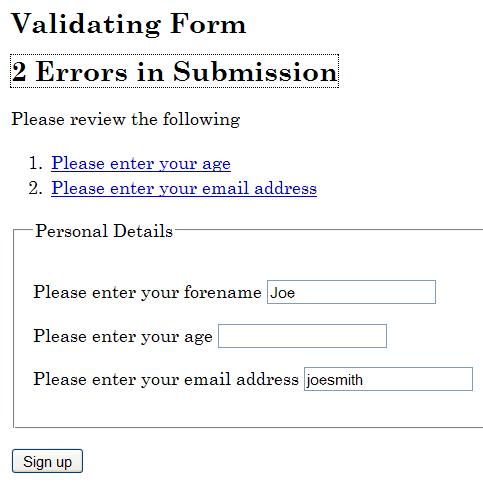 Validating Form
2 Errors in Submission
Please review the following
1. Please enter your age
2. Please enter your email address
Personal Details
Please enter your forename Joe
Please enter your age
Please enter your email address joesmith
Sign up